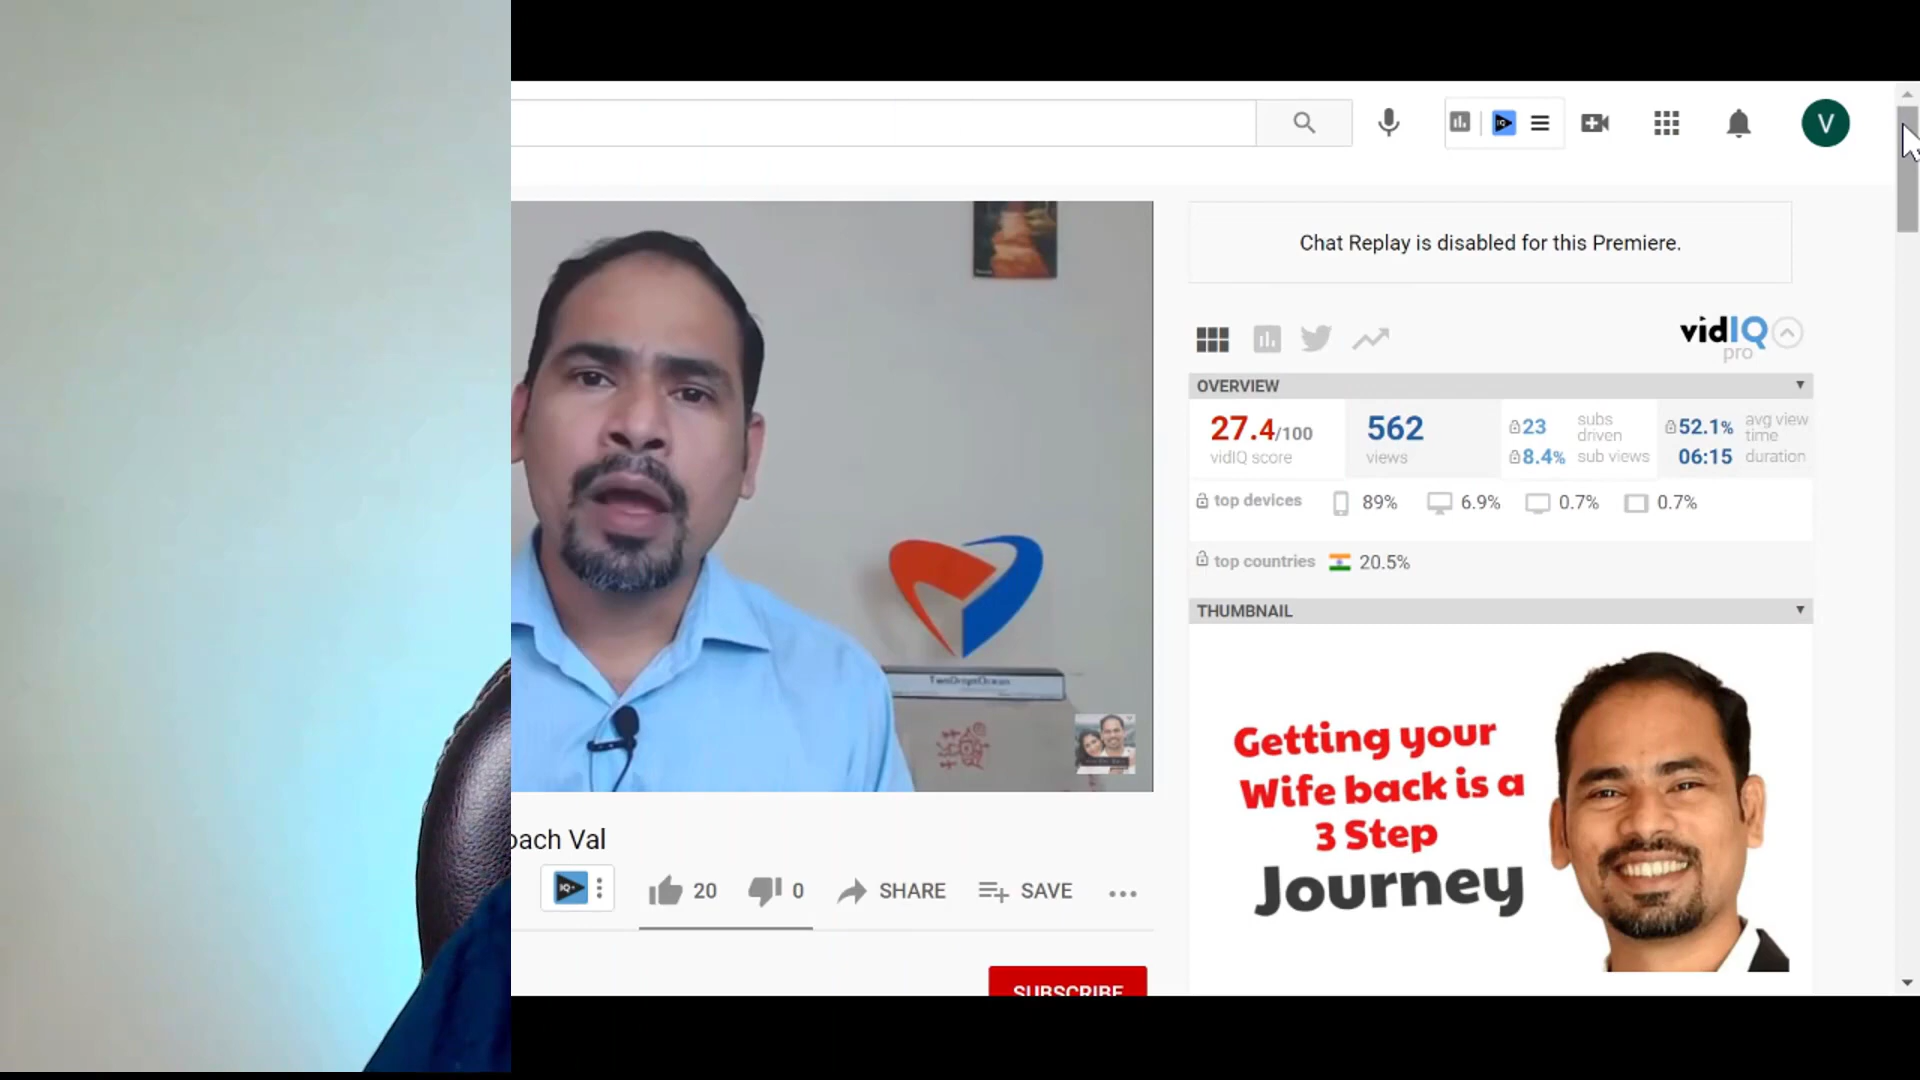 V
Chat Replay is disabled for this Premiere.
vidIQ
pro
OVERVIEW
27.4/100
vidIQ score
562
views
23 subs driven
8.4% sub views
52.1% avg view time
06:15 duration
top devices 89% 6.9% 0.7% 0.7%
top countries 20.5%
THUMBNAIL
Getting your
Wife back is a
3 Step
Journey
TwoDropsOcean
oach Val
IQ
20
0
SHARE
SAVE
SUBSCRIBE